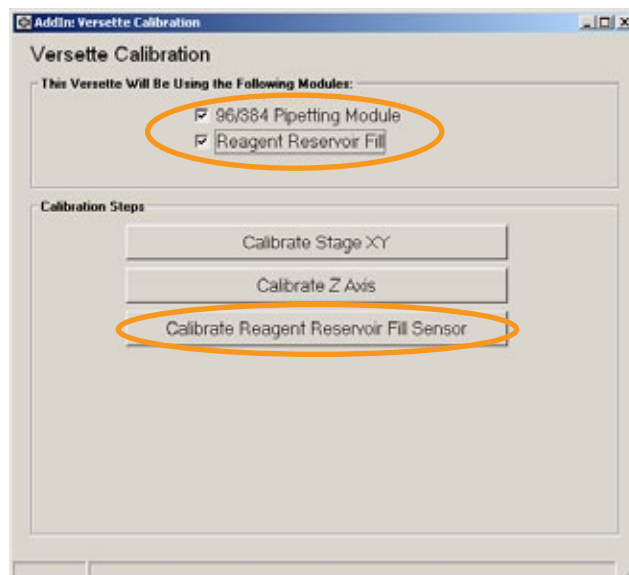 AddIn: Versette Calibration
Versette Calibration
This Versette Will Be Using the Following Modules:
96/384 Pipetting Module
Reagent Reservoir Fill
Calibration Steps
Calibrate Stage XY
Calibrate Z Axis
Calibrate Reagent Reservoir Fill Sensor